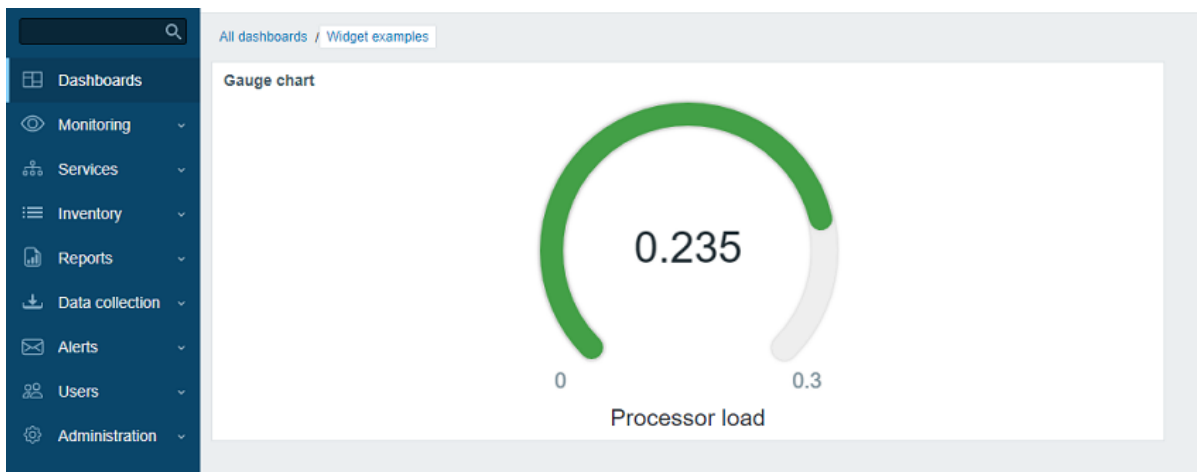 All dashboards / Widget examples
Dashboards
Monitoring
Services
Inventory
Reports
Data collection
Alerts
Users
Administration
Gauge chart
0.235
0 0.3
Processor load